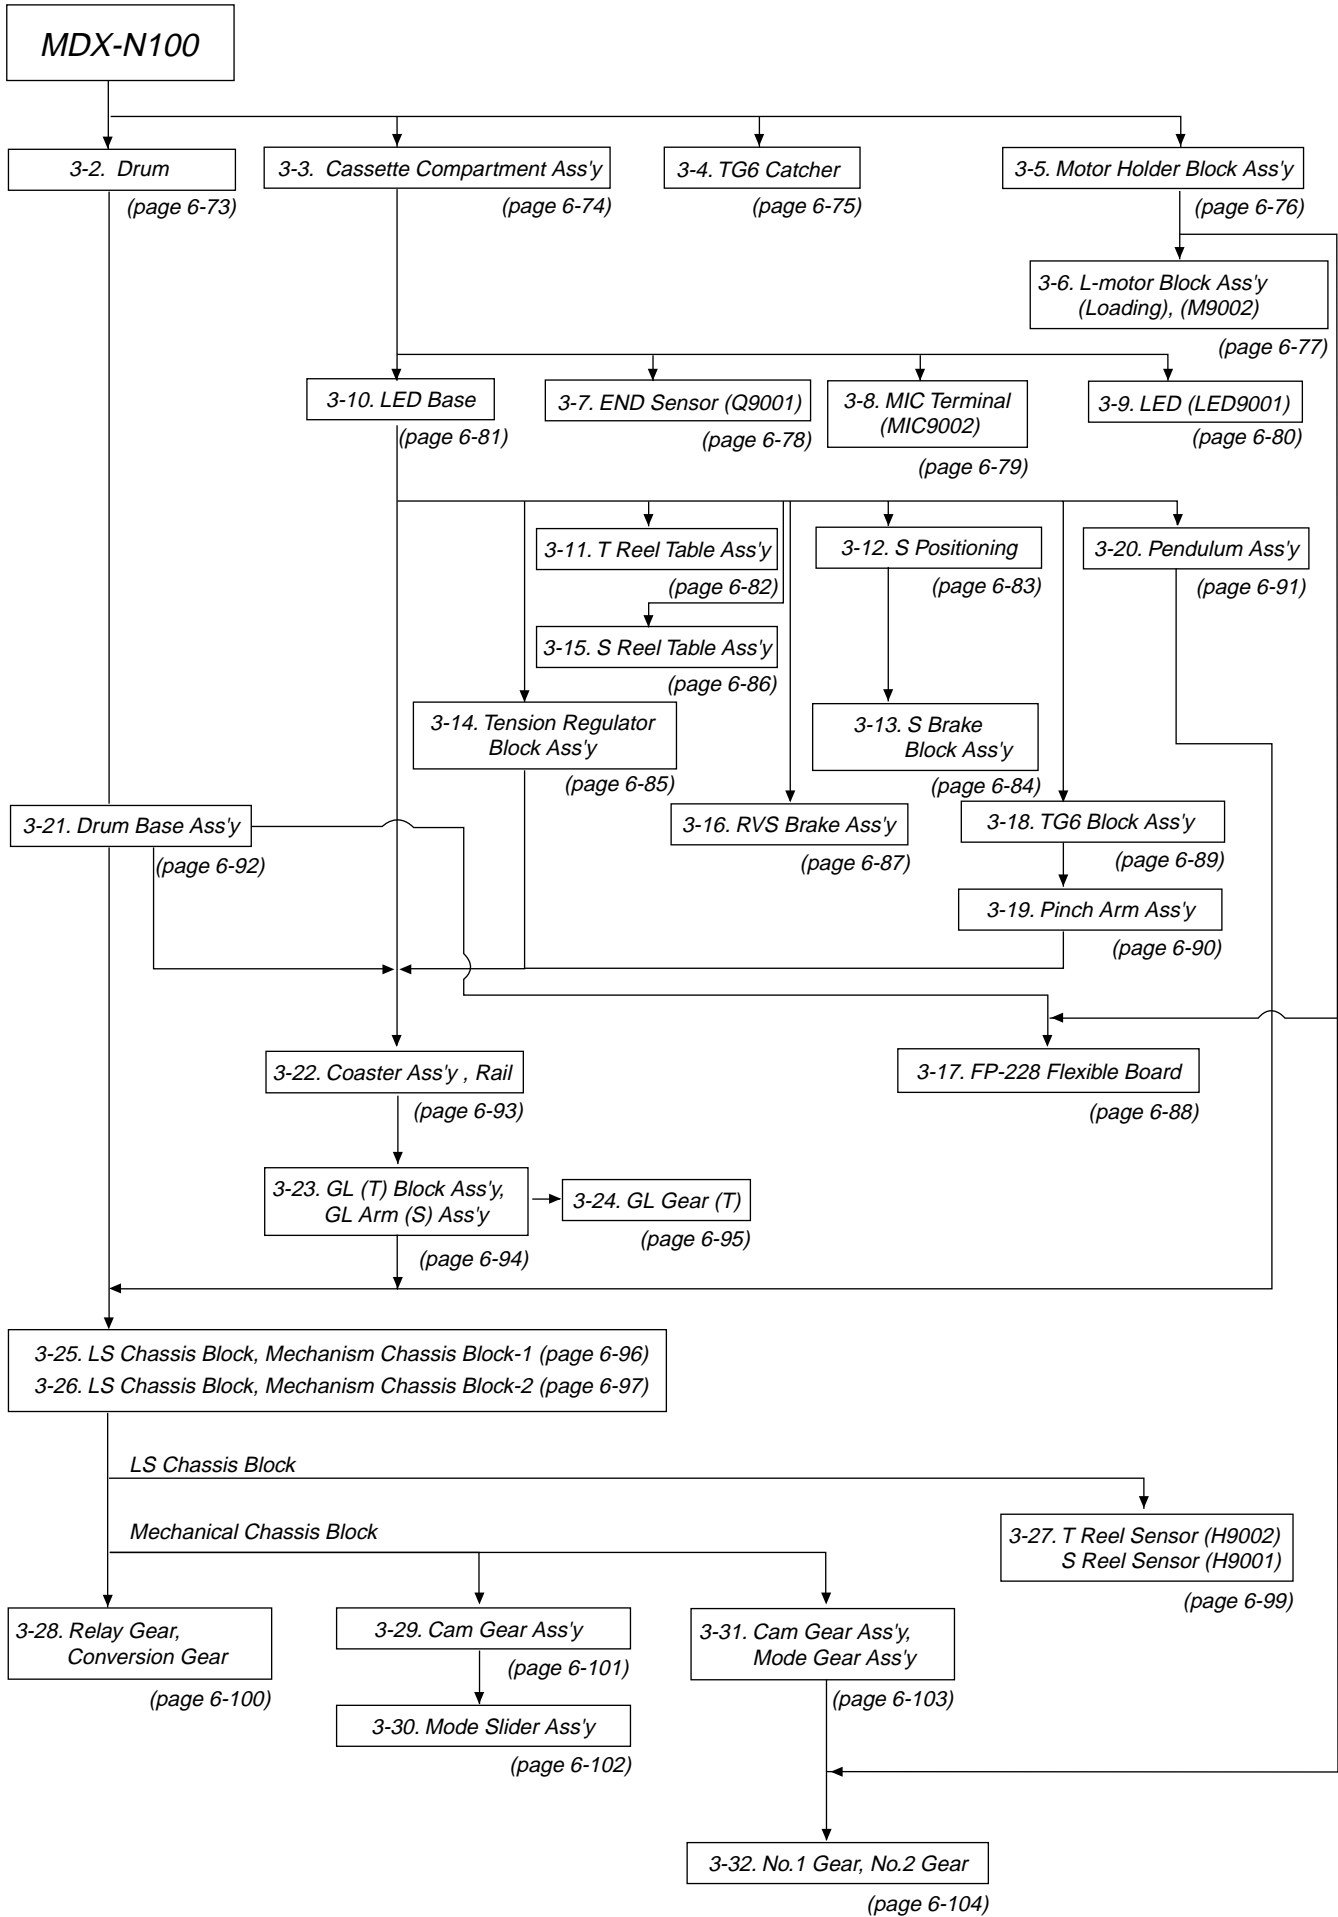 MDX-N100
3-2. Drum
(page 6-73)
3-3. Cassette Compartment Ass'y
(page 6-74)
3-4. TG6 Catcher
(page 6-75)
3-5. Motor Holder Block Ass'y
(page 6-76)
3-6. L-motor Block Ass'y
(Loading), (M9002)
(page 6-77)
3-10. LED Base
(page 6-81)
3-7. END Sensor (Q9001)
(page 6-78)
3-8. MIC Terminal
(MIC9002)
(page 6-79)
3-9. LED (LED9001)
(page 6-80)
3-11. T Reel Table Ass'y
(page 6-82)
3-12. S Positioning
(page 6-83)
3-20. Pendulum Ass'y
(page 6-91)
3-15. S Reel Table Ass'y
(page 6-86)
3-14. Tension Regulator
Block Ass'y
(page 6-85)
3-13. S Brake
Block Ass'y
(page 6-84)
3-21. Drum Base Ass'y
(page 6-92)
3-16. RVS Brake Ass'y
(page 6-87)
3-18. TG6 Block Ass'y
(page 6-89)
3-19. Pinch Arm Ass'y
(page 6-90)
3-22. Coaster Ass'y , Rail
(page 6-93)
3-17. FP-228 Flexible Board
(page 6-88)
3-23. GL (T) Block Ass'y,
GL Arm (S) Ass'y
(page 6-94)
3-24. GL Gear (T)
(page 6-95)
3-25. LS Chassis Block, Mechanism Chassis Block-1 (page 6-96)
3-26. LS Chassis Block, Mechanism Chassis Block-2 (page 6-97)
LS Chassis Block
Mechanical Chassis Block
3-27. T Reel Sensor (H9002)
S Reel Sensor (H9001)
(page 6-99)
3-28. Relay Gear,
Conversion Gear
(page 6-100)
3-29. Cam Gear Ass'y
(page 6-101)
3-30. Mode Slider Ass'y
(page 6-102)
3-31. Cam Gear Ass'y,
Mode Gear Ass'y
(page 6-103)
3-32. No.1 Gear, No.2 Gear
(page 6-104)